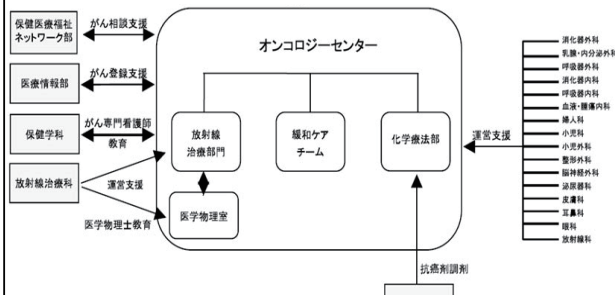 保健医療福祉
ネットワーク部
がん相談支援
医療情報部
がん登録支援
保健学科
がん専門看護師
教育
放射線治療科
運営支援
医学物理士教育
オンコロジーセンター
放射線
治療部門
緩和ケア
チーム
化学療法部
医学物理室
抗癌剤調剤
運営支援
消化器外科
乳腺・内分泌外科
呼吸器外科
消化器内科
呼吸器内科
血液・腫瘍内科
婦人科
小児科
小児外科
整形外科
脳神経外科
泌尿器科
皮膚科
耳鼻科
眼科
放射線科